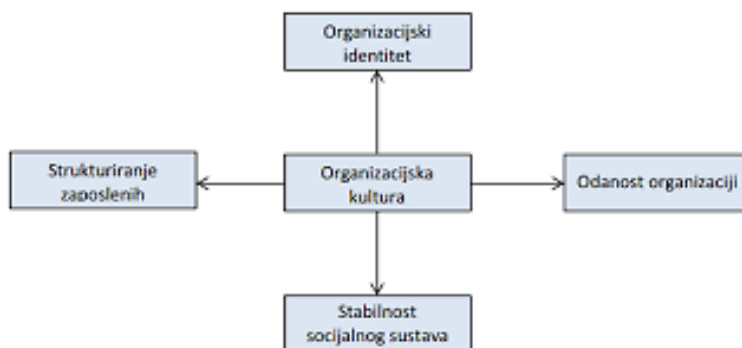 Organizacijski
identitet
Strukturiranje
zaposlenih
Organizacijska
kultura
Odanost organizaciji
Stabilnost
socijalnog sustava